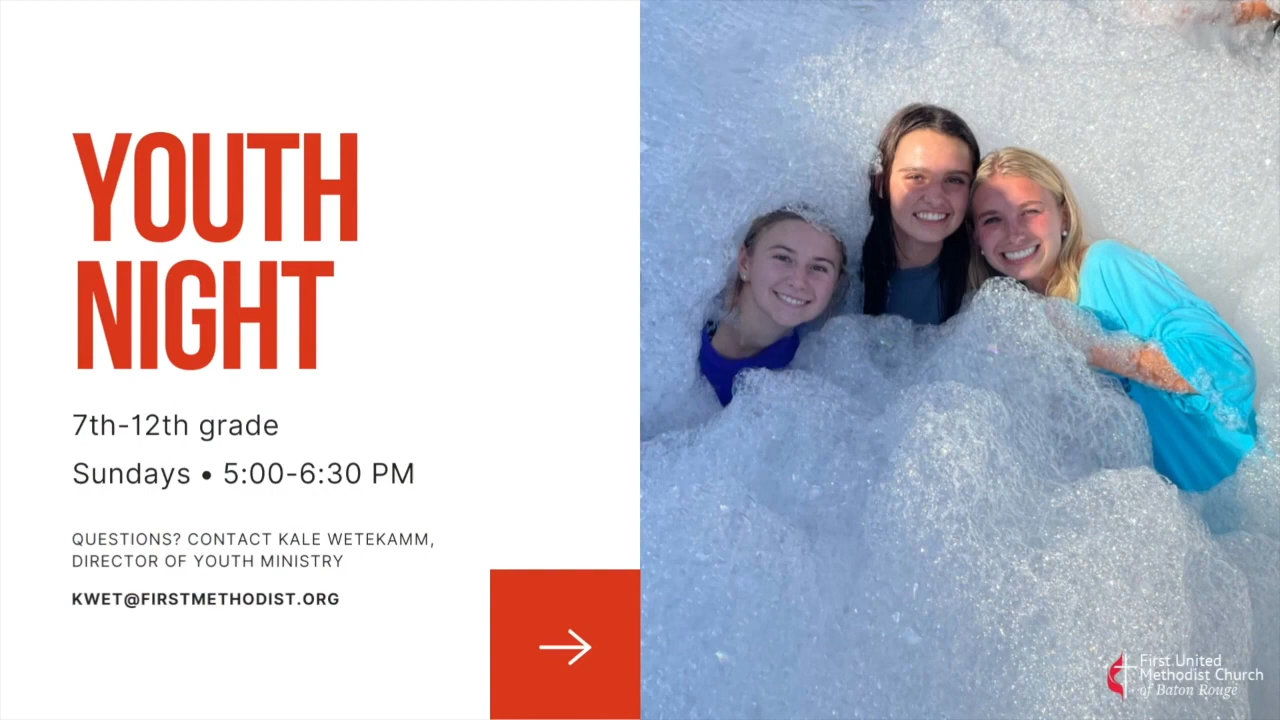 YOUTH
NIGHT
7th-12th grade
Sundays • 5:00-6:30 PM
QUESTIONS? CONTACT KALE WETEKAMM,
DIRECTOR OF YOUTH MINISTRY
KWET@FIRSTMETHODIST.ORG
First United
Methodist Church
of Baton Rouge